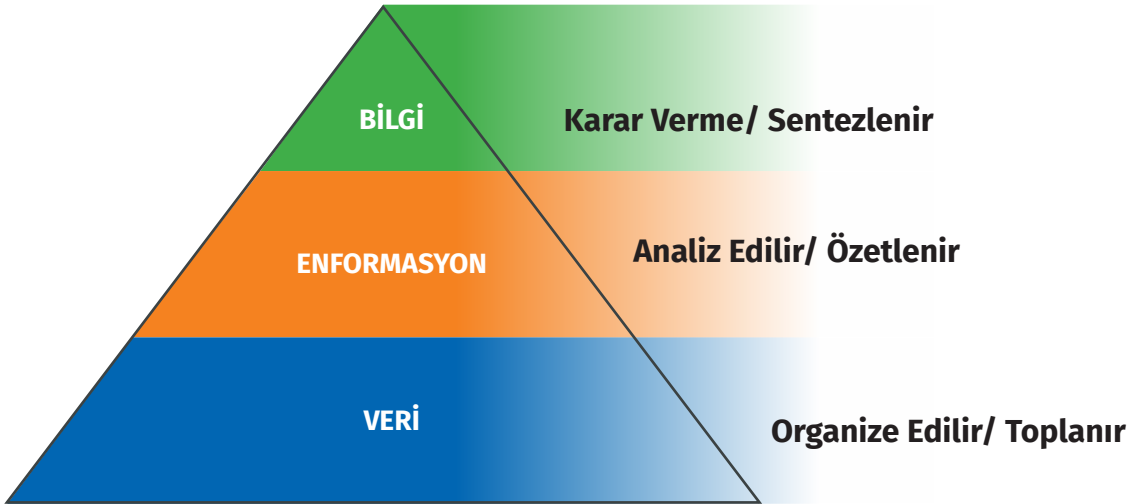 BİLGİ
Karar Verme/ Sentezlenir
ENFORMASYON
Analiz Edilir/ Özetlenir
VERİ
Organize Edilir/ Toplanır